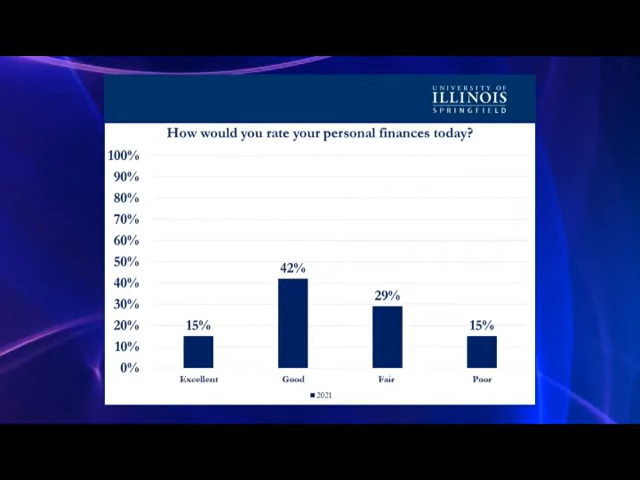 UNIVERSITY OF
ILLINOIS
SPRINGFIELD
How would you rate your personal finances today?
100%
90%
80%
70%
60%
50%
40%
30%
20%
10%
0%
15%
42%
29%
15%
Excellent
Good
Fair
Poor
2021